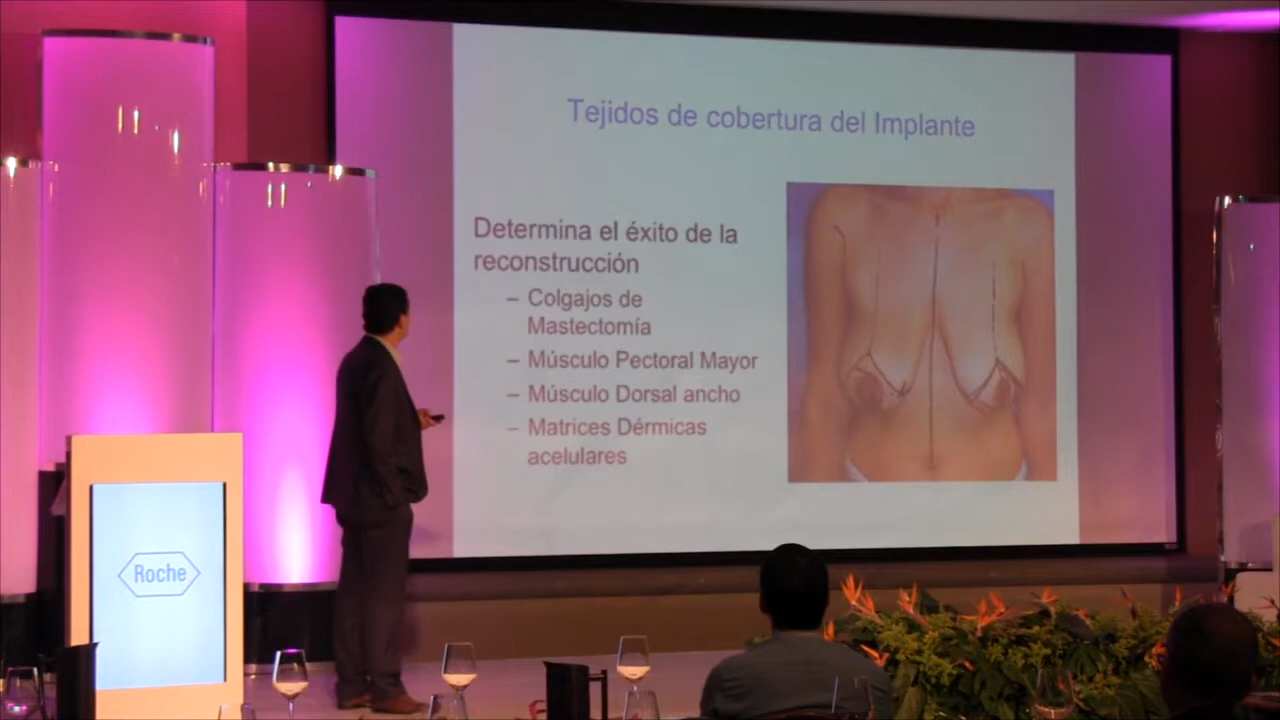 Tejidos de cobertura del Implante
Determina el éxito de la
reconstrucción
– Colgajos de
Mastectomía
– Músculo Pectoral Mayor
– Músculo Dorsal ancho
– Matrices Dérmicas
acelulares
Roche